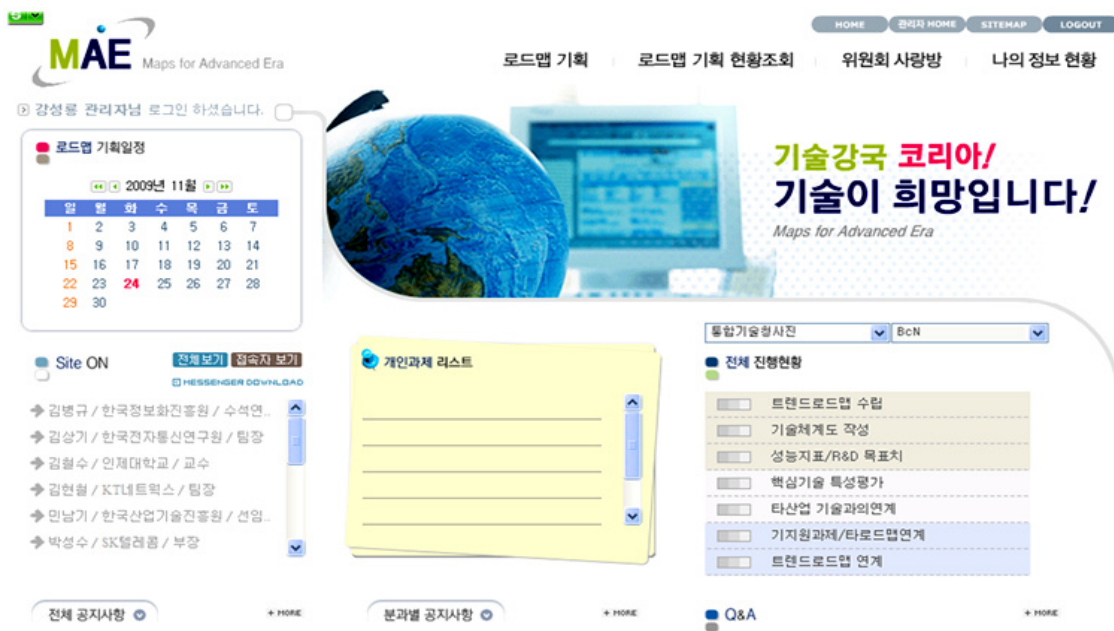 HOME 관리자 HOME SITEMAP LOGOUT
MAE Maps for Advanced Era
로드맵 기획 로드맵 기획 현황조회 위원회 사랑방 나의 정보 현황
강성룡 관리자님 로그인 하셨습니다.
로드맵 기획일정
2009년 11월
일 월 화 수 목 금 토
1 2 3 4 5 6 7
8 9 10 11 12 13 14
15 16 17 18 19 20 21
22 23 24 25 26 27 28
29 30
기술강국 코리아!
기술이 희망입니다!
Maps for Advanced Era
Site ON 전체보기 접속자 보기
MESSENGER DOWNLOAD
김병규 / 한국정보화진흥원 / 수석연..
김상기 / 한국전자통신연구원 / 팀장
김철수 / 인제대학교 / 교수
김현철 / KT네트웍스 / 팀장
민남기 / 한국산업기술진흥원 / 선임..
박성수 / SK텔레콤 / 부장
개인과제 리스트
통합기술청사진 BcN
전체 진행현황
트렌드로드맵 수립
기술체계도 작성
성능지표/R&D 목표치
핵심기술 특성평가
타산업 기술과의연계
기지원과제/타로드맵연계
트렌드로드맵 연계
전체 공지사항 + MORE
분과별 공지사항 + MORE
Q&A + MORE